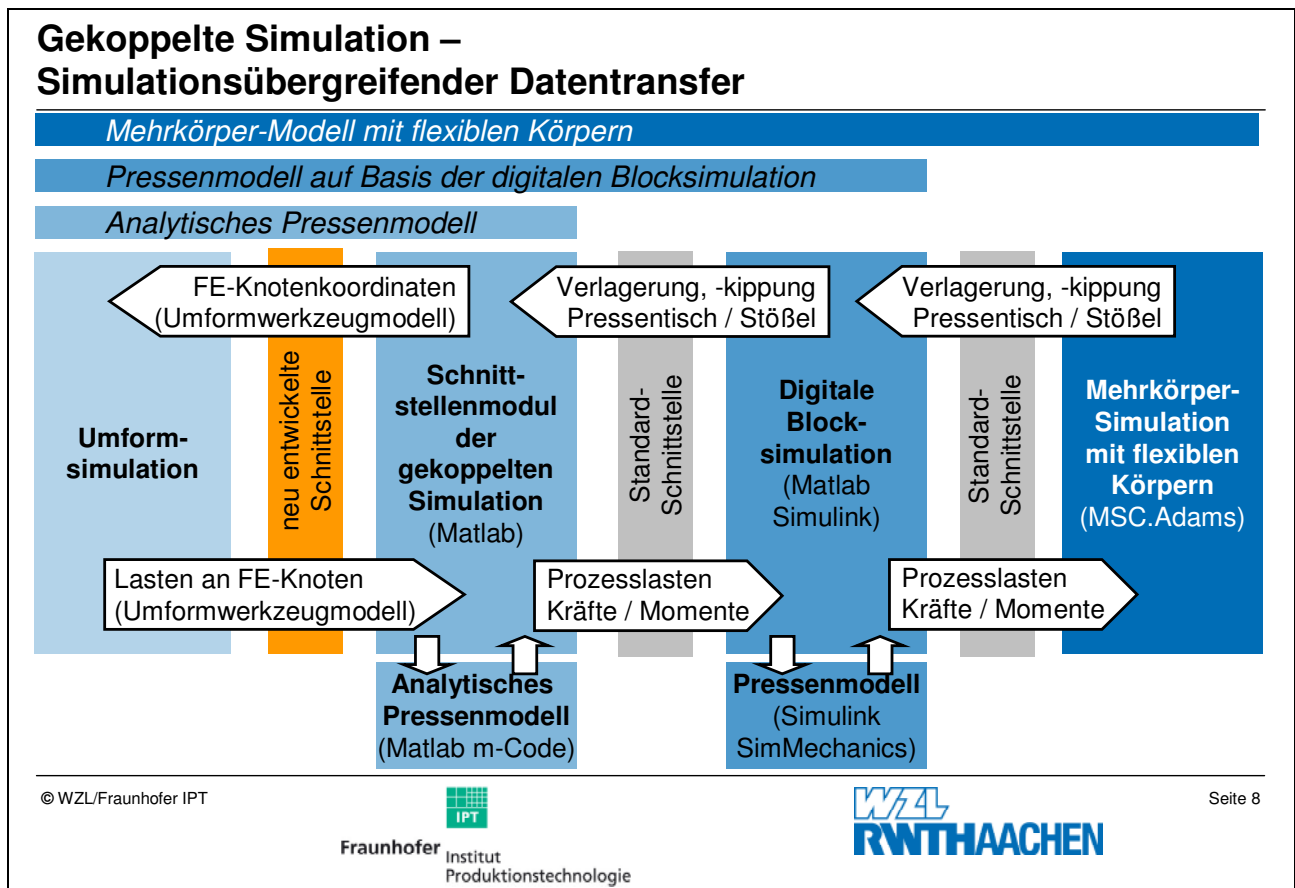 Gekoppelte Simulation –
Simulationsübergreifender Datentransfer
Mehrkörper-Modell mit flexiblen Körpern
Pressenmodell auf Basis der digitalen Blocksimulation
Analytisches Pressenmodell
FE-Knotenkoordinaten
(Umformwerkzeugmodell)
Verlagerung, -kippung
Pressentisch / Stößel
Verlagerung, -kippung
Pressentisch / Stößel
Umform-
simulation
neu entwickelte
Schnittstelle
Schnitt-
stellenmodul
der
gekoppelten
Simulation
(Matlab)
Standard-
Schnittstelle
Digitale
Block-
simulation
(Matlab
Simulink)
Standard-
Schnittstelle
Mehrkörper-
Simulation
mit flexiblen
Körpern
(MSC.Adams)
Lasten an FE-Knoten
(Umformwerkzeugmodell)
Prozesslasten
Kräfte / Momente
Prozesslasten
Kräfte / Momente
Analytisches
Pressenmodell
(Matlab m-Code)
Pressenmodell
(Simulink
SimMechanics)
© WZL/Fraunhofer IPT
IPT
Fraunhofer Institut
Produktionstechnologie
WZL
RWTHAACHEN
Seite 8